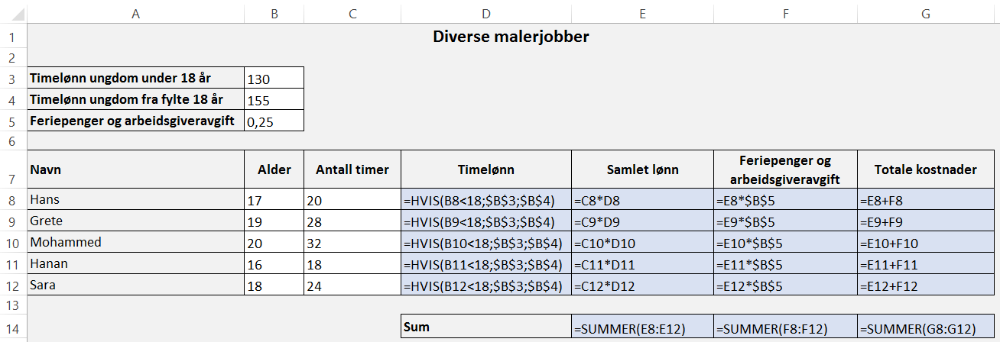 A B C D E F G
1 Diverse malerjobber
2
3 Timelønn ungdom under 18 år 130
4 Timelønn ungdom fra fylte 18 år 155
5 Feriepenger og arbeidsgiveravgift 0,25
6
7 Navn Alder Antall timer Timelønn Samlet lønn Feriepenger og arbeidsgiveravgift Totale kostnader
8 Hans 17 20 =HVIS(B8<18;$B$3;$B$4) =C8*D8 =E8*$B$5 =E8+F8
9 Grete 19 28 =HVIS(B9<18;$B$3;$B$4) =C9*D9 =E9*$B$5 =E9+F9
10 Mohammed 20 32 =HVIS(B10<18;$B$3;$B$4) =C10*D10 =E10*$B$5 =E10+F10
11 Hanan 16 18 =HVIS(B11<18;$B$3;$B$4) =C11*D11 =E11*$B$5 =E11+F11
12 Sara 18 24 =HVIS(B12<18;$B$3;$B$4) =C12*D12 =E12*$B$5 =E12+F12
13
14 Sum =SUMMER(E8:E12) =SUMMER(F8:F12) =SUMMER(G8:G12)